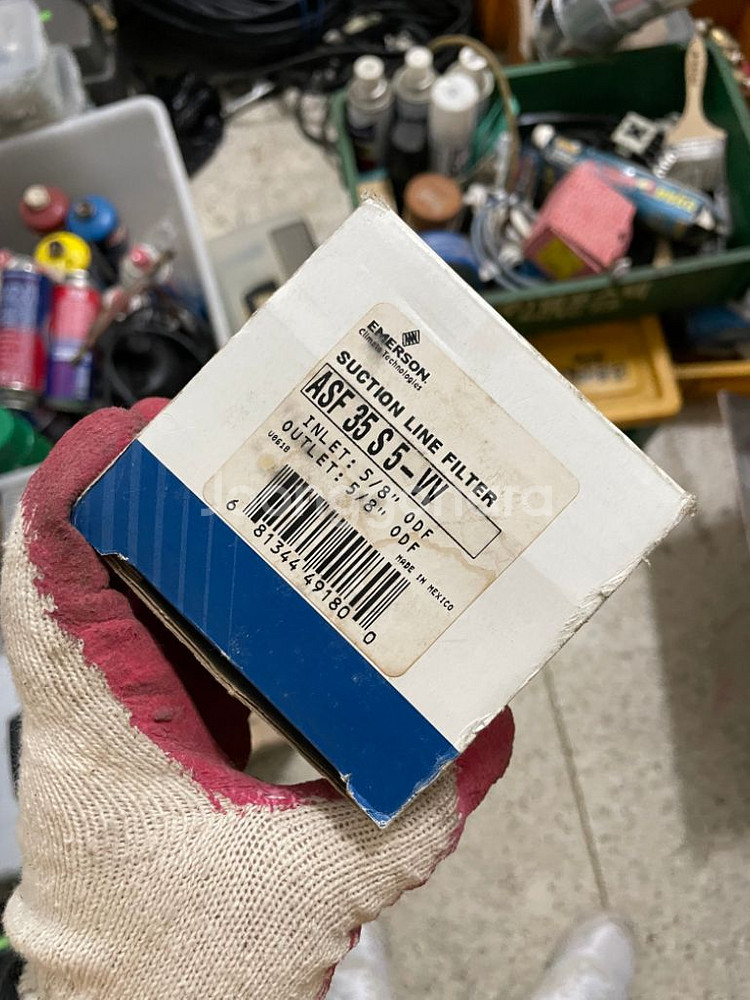 EMERSON.
Climate Technologies
SUCTION LINE FILTER
ASF 35 S 5-VV
INLET: 5/8" ODF
OUTLET: 5/8" ODF
MADE IN MEXICO
6 81344 49180 0